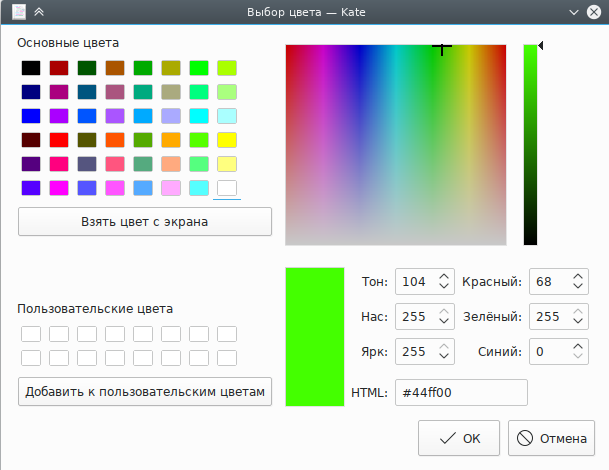 Выбор цвета — Kate
Основные цвета
Взять цвет с экрана
Пользовательские цвета
Добавить к пользовательским цветам
Тон: 104 Красный: 68
Нас: 255 Зелёный: 255
Ярк: 255 Синий: 0
HTML: #44ff00
OK Отмена